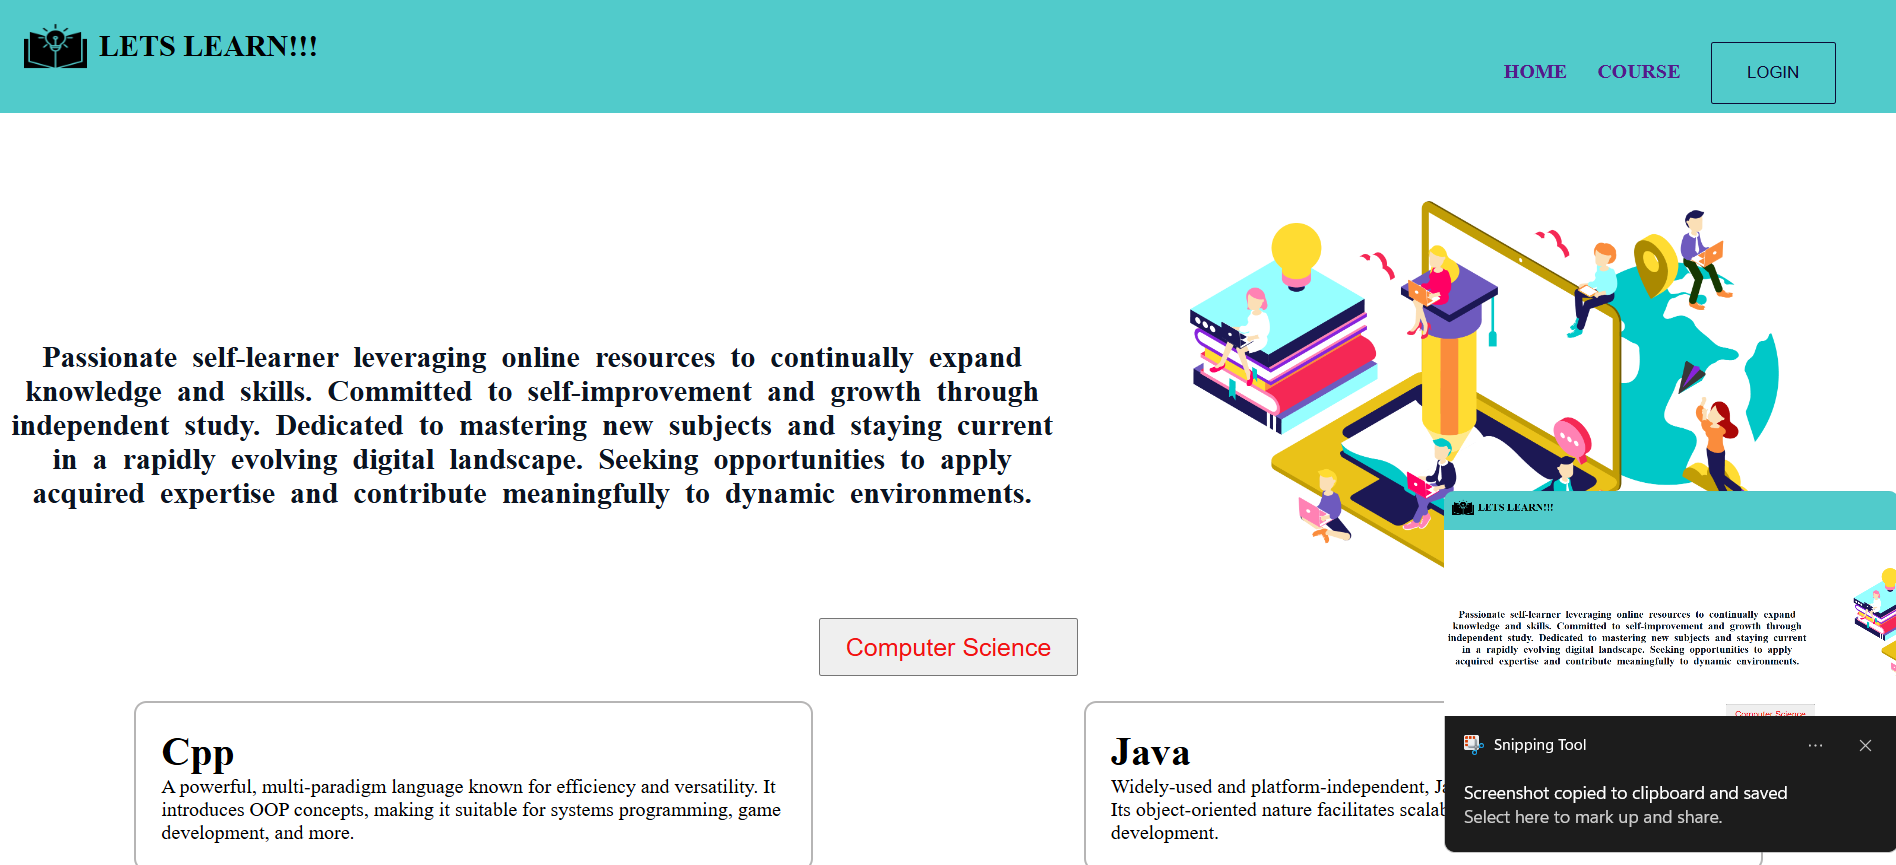 LETS LEARN!!!
HOME COURSE LOGIN
Passionate self-learner leveraging online resources to continually expand
knowledge and skills. Committed to self-improvement and growth through
independent study. Dedicated to mastering new subjects and staying current
in a rapidly evolving digital landscape. Seeking opportunities to apply
acquired expertise and contribute meaningfully to dynamic environments.
Computer Science
Cpp
A powerful, multi-paradigm language known for efficiency and versatility. It
introduces OOP concepts, making it suitable for systems programming, game
development, and more.
Java
Widely-used and platform-independent,
Its object-oriented nature facilitates
development.
LETS LEARN!!!
Passionate self-learner leveraging online resources to continually expand
knowledge and skills. Committed to self-improvement and growth through
independent study. Dedicated to mastering new subjects and staying current
in a rapidly evolving digital landscape. Seeking opportunities to apply
acquired expertise and contribute meaningfully to dynamic environments.
Computer Science
Snipping Tool
Screenshot copied to clipboard and saved
Select here to mark up and share.